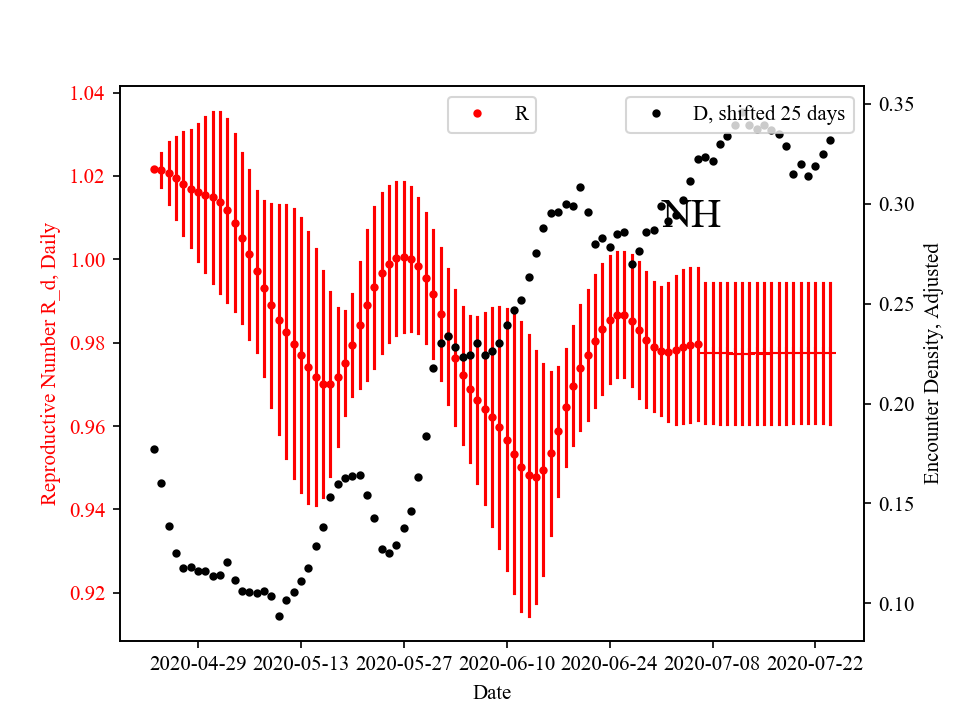 R
D, shifted 25 days
NH
1.04
1.02
1.00
0.98
0.96
0.94
0.92
Reproductive Number R_d, Daily
0.35
0.30
0.25
0.20
0.15
0.10
Encounter Density, Adjusted
2020-04-29 2020-05-13 2020-05-27 2020-06-10 2020-06-24 2020-07-08 2020-07-22
Date